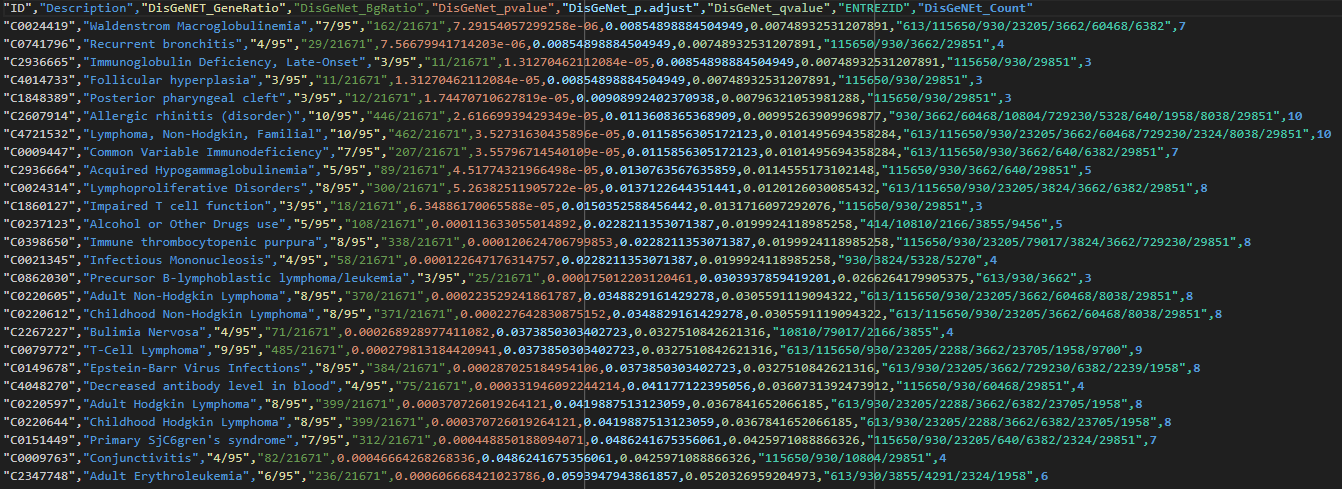 "ID","Description","DisGeNET_GeneRatio","DisGeNet_BgRatio","DisGeNet_pvalue","DisGeNet_p.adjust","DisGeNet_qvalue","ENTREZID","DisGeNEt_Count"
"C0024419","Waldenstrom Macroglobulinemia","7/95","162/21671",7.29154057299258e-06,0.00854898884504949,0.00748932531207891,"613/115650/930/23205/3662/60468/6382",7
"C0741796","Recurrent bronchitis","4/95","29/21671",7.56679941714203e-06,0.00854898884504949,0.00748932531207891,"115650/930/3662/29851",4
"C2936665","Immunoglobulin Deficiency, Late-Onset","3/95","11/21671",1.31270462112084e-05,0.00854898884504949,0.00748932531207891,"115650/930/29851",3
"C4014733","Follicular hyperplasia","3/95","11/21671",1.31270462112084e-05,0.00854898884504949,0.00748932531207891,"115650/930/29851",3
"C1848389","Posterior pharyngeal cleft","3/95","12/21671",1.74470710627819e-05,0.00908992402370938,0.00796321053981288,"115650/930/29851",3
"C2607914","Allergic rhinitis (disorder)","10/95","446/21671",2.61669939429349e-05,0.0113608365368909,0.00995263909969877,"930/3662/60468/10804/729230/5328/640/1958/8038/29851",10
"C4721532","Lymphoma, Non-Hodgkin, Familial","10/95","462/21671",3.52731630435896e-05,0.0115856305172123,0.0101495694358284,"613/115650/930/23205/3662/60468/729230/2324/8038/29851",10
"C0009447","Common Variable Immunodeficiency","7/95","207/21671",3.55796714540109e-05,0.0115856305172123,0.0101495694358284,"613/115650/930/3662/640/6382/29851",7
"C2936664","Acquired Hypogammaglobulinemia","5/95","89/21671",4.51774321966498e-05,0.0130763567635859,0.0114555173102148,"115650/930/3662/640/29851",5
"C0024314","Lymphoproliferative Disorders","8/95","300/21671",5.26382511905722e-05,0.0137122644351441,0.0120126030085432,"613/115650/930/23205/3824/3662/6382/29851",8
"C1860127","Impaired T cell function","3/95","18/21671",6.34886170065588e-05,0.0150352588456442,0.0131716097292076,"115650/930/29851",3
"C0237123","Alcohol or Other Drugs use","5/95","108/21671",0.000113633055014892,0.0228211353071387,0.0199924118985258,"414/10810/2166/3855/9456",5
"C0398650","Immune thrombocytopenic purpura","8/95","338/21671",0.000120624706799853,0.0228211353071387,0.0199924118985258,"115650/930/23205/79017/3824/3662/729230/29851",8
"C0021345","Infectious Mononucleosis","4/95","58/21671",0.000122647176314757,0.0228211353071387,0.0199924118985258,"930/3824/5328/5270",4
"C0862030","Precursor B-lymphoblastic lymphoma/leukemia","3/95","25/21671",0.000175012203120461,0.0303937859419201,0.0266264179905375,"613/930/3662",3
"C0220605","Adult Non-Hodgkin Lymphoma","8/95","370/21671",0.000223529241861787,0.0348829161429278,0.0305591119094322,"613/115650/930/23205/3662/60468/8038/29851",8
"C0220612","Childhood Non-Hodgkin Lymphoma","8/95","371/21671",0.000227642830875152,0.0348829161429278,0.0305591119094322,"613/115650/930/23205/3662/60468/8038/29851",8
"C2267227","Bulimia Nervosa","4/95","71/21671",0.000268928977411082,0.0373850303402723,0.0327510842621316,"10810/79017/2166/3855",4
"C0079772","T-Cell Lymphoma","9/95","485/21671",0.000279813184420941,0.0373850303402723,0.0327510842621316,"613/115650/930/23205/2288/3662/23705/1958/9700",9
"C0149678","Epstein-Barr Virus Infections","8/95","384/21671",0.000287025184954106,0.0373850303402723,0.0327510842621316,"613/930/23205/3662/729230/6382/2239/1958",8
"C4048270","Decreased antibody level in blood","4/95","75/21671",0.000331946092244214,0.041177122395056,0.0360731392473912,"115650/930/60468/29851",4
"C0220597","Adult Hodgkin Lymphoma","8/95","399/21671",0.000370726019264121,0.0419887513123059,0.0367841652066185,"613/930/23205/2288/3662/6382/23705/1958",8
"C0220644","Childhood Hodgkin Lymphoma","8/95","399/21671",0.000370726019264121,0.0419887513123059,0.0367841652066185,"613/930/23205/2288/3662/6382/23705/1958",8
"C0151449","Primary SjC6gren's syndrome","7/95","312/21671",0.000448850188094071,0.0486241675356061,0.0425971088866326,"115650/930/23205/640/6382/2324/29851",7
"C0009763","Conjunctivitis","4/95","82/21671",0.00046664268268336,0.0486241675356061,0.0425971088866326,"115650/930/10804/29851",4
"C2347748","Adult Erythroleukemia","6/95","236/21671",0.000606668421023786,0.0593947943861857,0.0520326959204973,"613/930/3855/4291/2324/1958",6